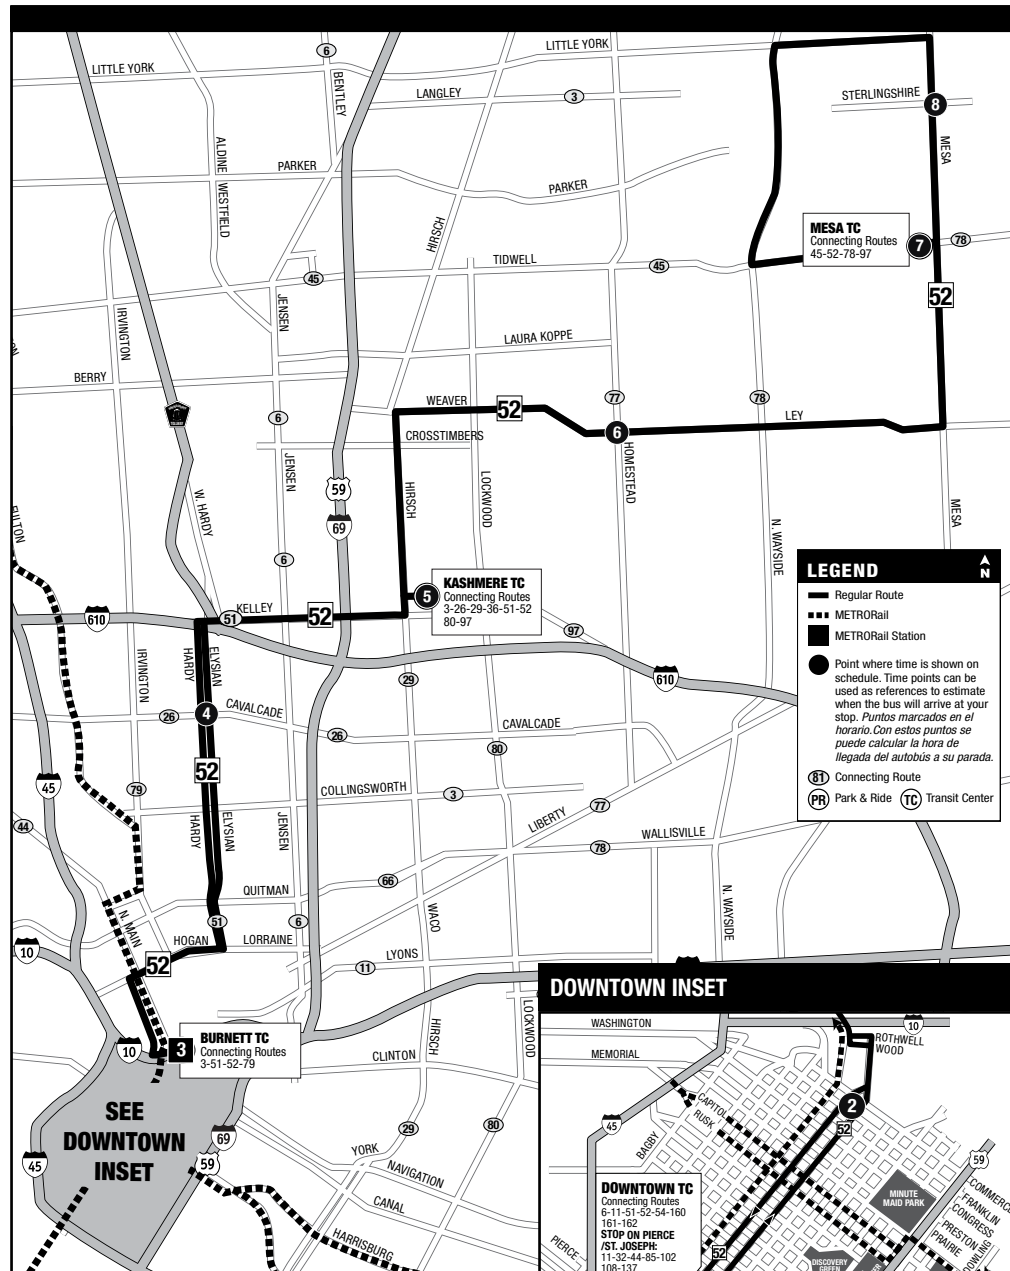 LITTLE YORK
6
LITTLE YORK
BENTLEY
LANGLEY
3
STERLINGSHIRE
8
MESA
ALDINE WESTFIELD
PARKER
PARKER
HIRSCH
MESA TC
Connecting Routes
45-52-78-97
7
78
TIDWELL
45
45
52
IRVINGTON
JENSEN
LAURA KOPPE
BERRY
WEAVER
52
77
78
LEY
6
6
CROSSTIMBERS
HOMESTEAD
JENSEN
59
69
HIRSCH
LOCKWOOD
W. HARDY
MESA
N. WAYSIDE
6
KASHMERE TC
Connecting Routes
3-26-29-36-51-52
80-97
5
KELLEY
51
52
610
97
610
LEGEND
N
Regular Route
METRORail
METRORail Station
Point where time is shown on
schedule. Time points can be
used as references to estimate
when the bus will arrive at your
stop. Puntos marcados en el
horario.Con estos puntos se
puede calcular la hora de
llegada del autobús a su parada.
81 Connecting Route
PR Park & Ride TC Transit Center
IRVINGTON
HARDY
ELYSIAN
29
26
4
CAVALCADE
26
CAVALCADE
80
52
45
79
COLLINGSWORTH
3
77
LIBERTY
44
HARDY
ELYSIAN
JENSEN
WALLISVILLE
78
66
QUITMAN
N. MAIN
51
6
WACO
N. WAYSIDE
HOGAN
LORRAINE
10
52
LYONS
11
HIRSCH
LOCKWOOD
10
3
BURNETT TC
Connecting Routes
3-51-52-79
CLINTON
SEE
DOWNTOWN
INSET
45
69
59
29
80
YORK
NAVIGATION
CANAL
HARRISBURG
DOWNTOWN INSET
WASHINGTON
10
ROTHWELL
WOOD
MEMORIAL
CAPITOL
RUSK
2
52
45
BAGBY
59
DOWNTOWN TC
Connecting Routes
6-11-51-52-54-160
161-162
STOP ON PIERCE
/ST. JOSEPH:
11-32-44-85-102
108-137
PIERCE
52
MINUTE
MAID PARK
DISCOVERY
GREEN
COMMERCE
FRANKLIN
CONGRESS
PRESTON
PRAIRIE